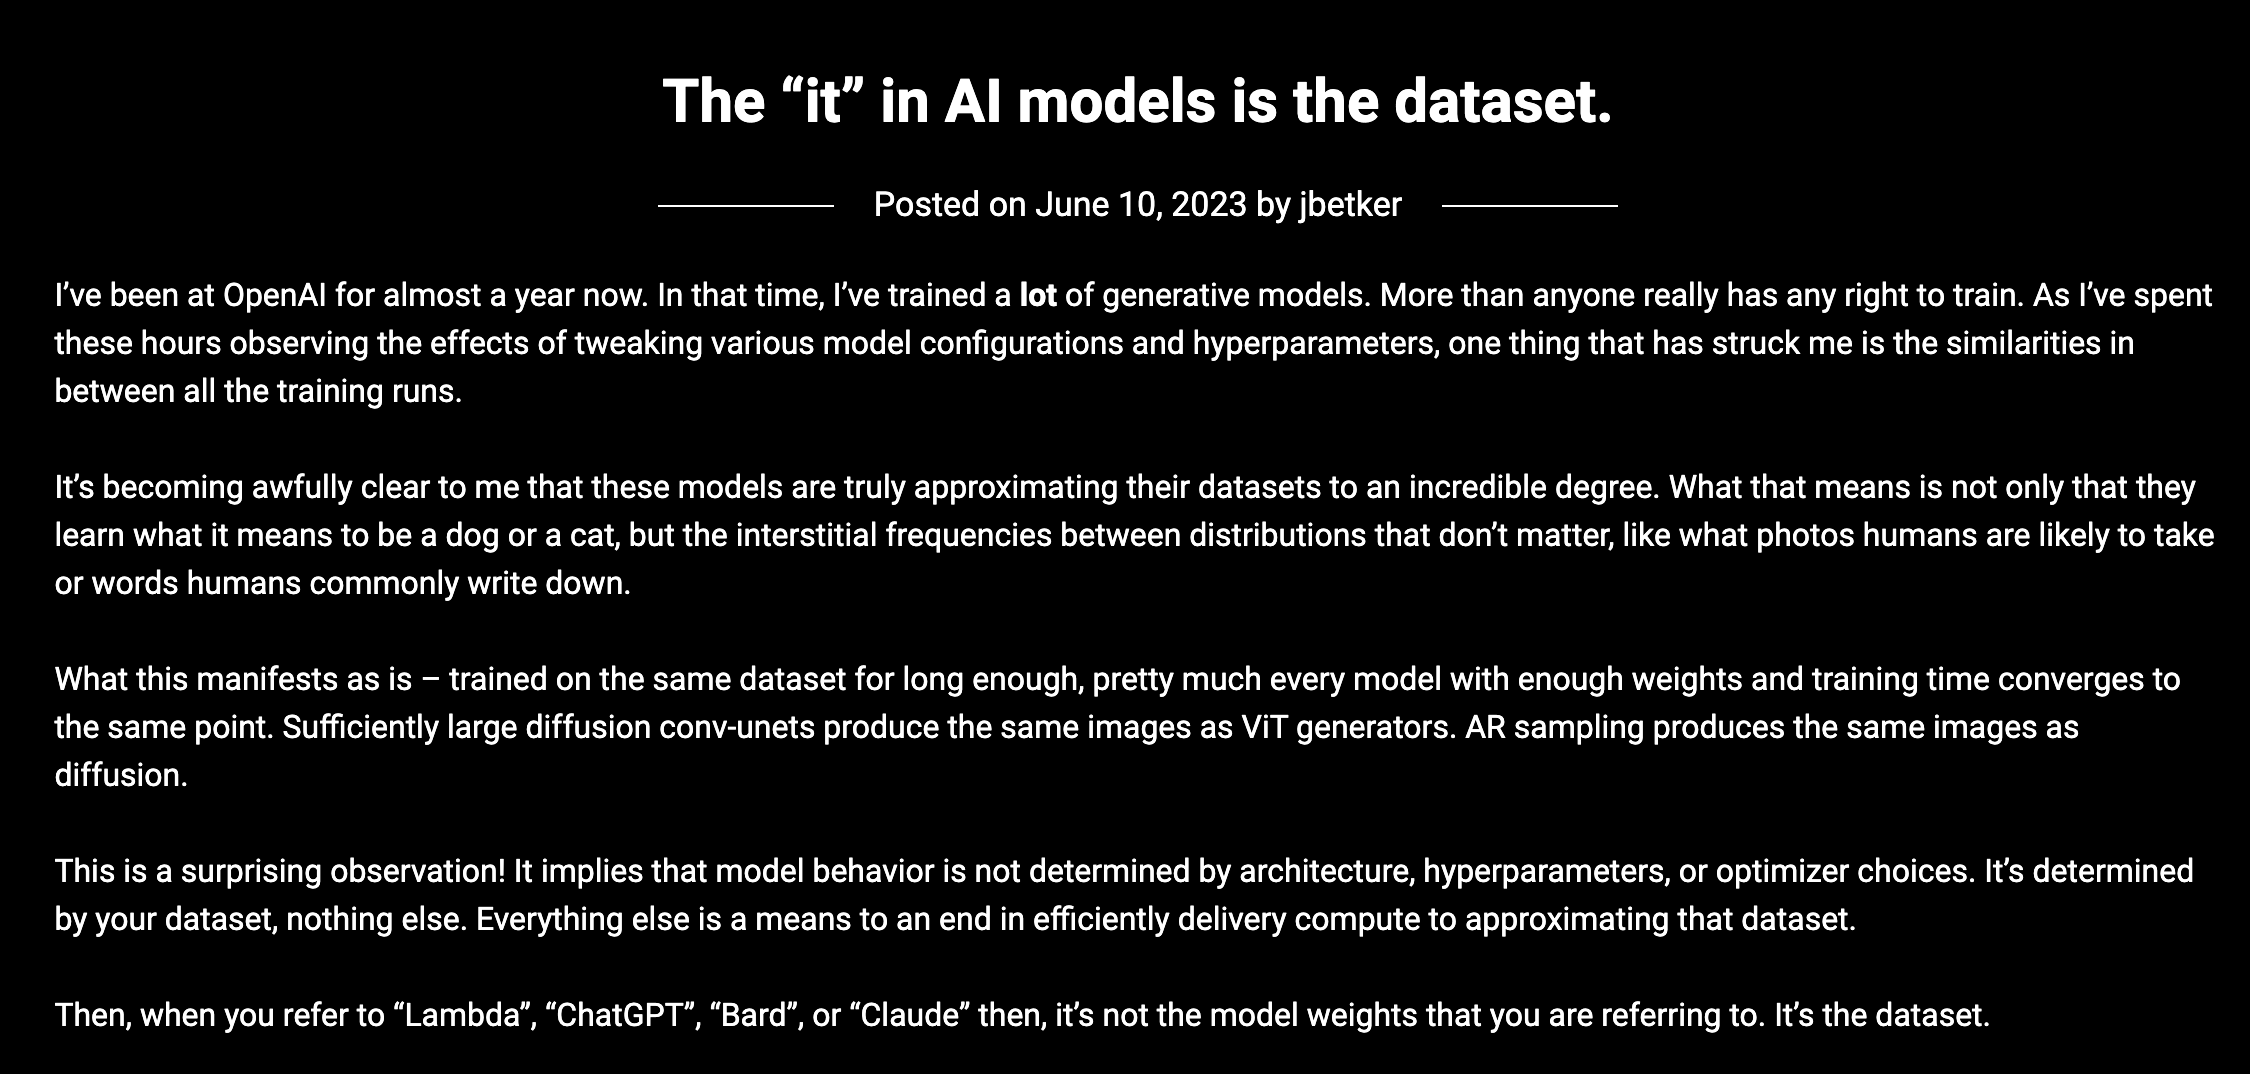 The “it” in AI models is the dataset.
Posted on June 10, 2023 by jbetker
I’ve been at OpenAI for almost a year now. In that time, I’ve trained a lot of generative models. More than anyone really has any right to train. As I’ve spent
these hours observing the effects of tweaking various model configurations and hyperparameters, one thing that has struck me is the similarities in
between all the training runs.
It’s becoming awfully clear to me that these models are truly approximating their datasets to an incredible degree. What that means is not only that they
learn what it means to be a dog or a cat, but the interstitial frequencies between distributions that don’t matter, like what photos humans are likely to take
or words humans commonly write down.
What this manifests as is – trained on the same dataset for long enough, pretty much every model with enough weights and training time converges to
the same point. Sufficiently large diffusion conv-unets produce the same images as ViT generators. AR sampling produces the same images as
diffusion.
This is a surprising observation! It implies that model behavior is not determined by architecture, hyperparameters, or optimizer choices. It’s determined
by your dataset, nothing else. Everything else is a means to an end in efficiently delivery compute to approximating that dataset.
Then, when you refer to “Lambda”, “ChatGPT”, “Bard”, or “Claude” then, it’s not the model weights that you are referring to. It’s the dataset.